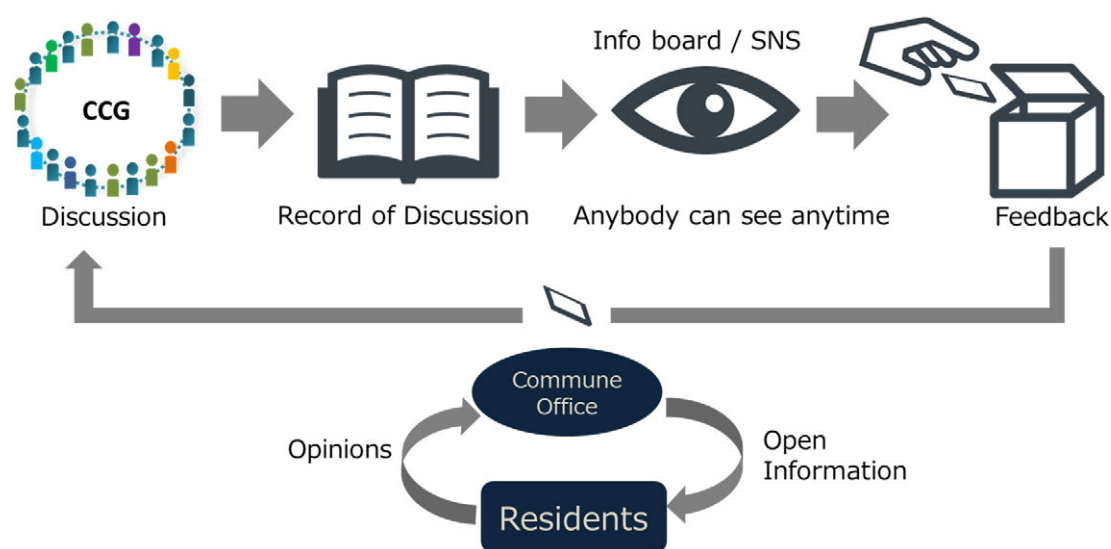 Info board / SNS
CCG
Discussion
Record of Discussion
Anybody can see anytime
Feedback
Commune
Office
Opinions
Open
Information
Residents